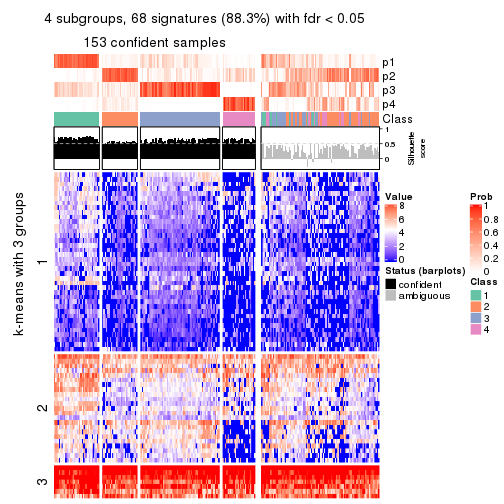 4 subgroups, 68 signatures (88.3%) with fdr < 0.05
153 confident samples
p1
p2
p3
p4
Class
1
0.5
0
Silhouette
score
k-means with 3 groups
1
2
3
Value
8
6
4
2
0
Status (barplots)
confident
ambiguous
Prob
1
0.8
0.6
0.4
0.2
0
Class
1
2
3
4